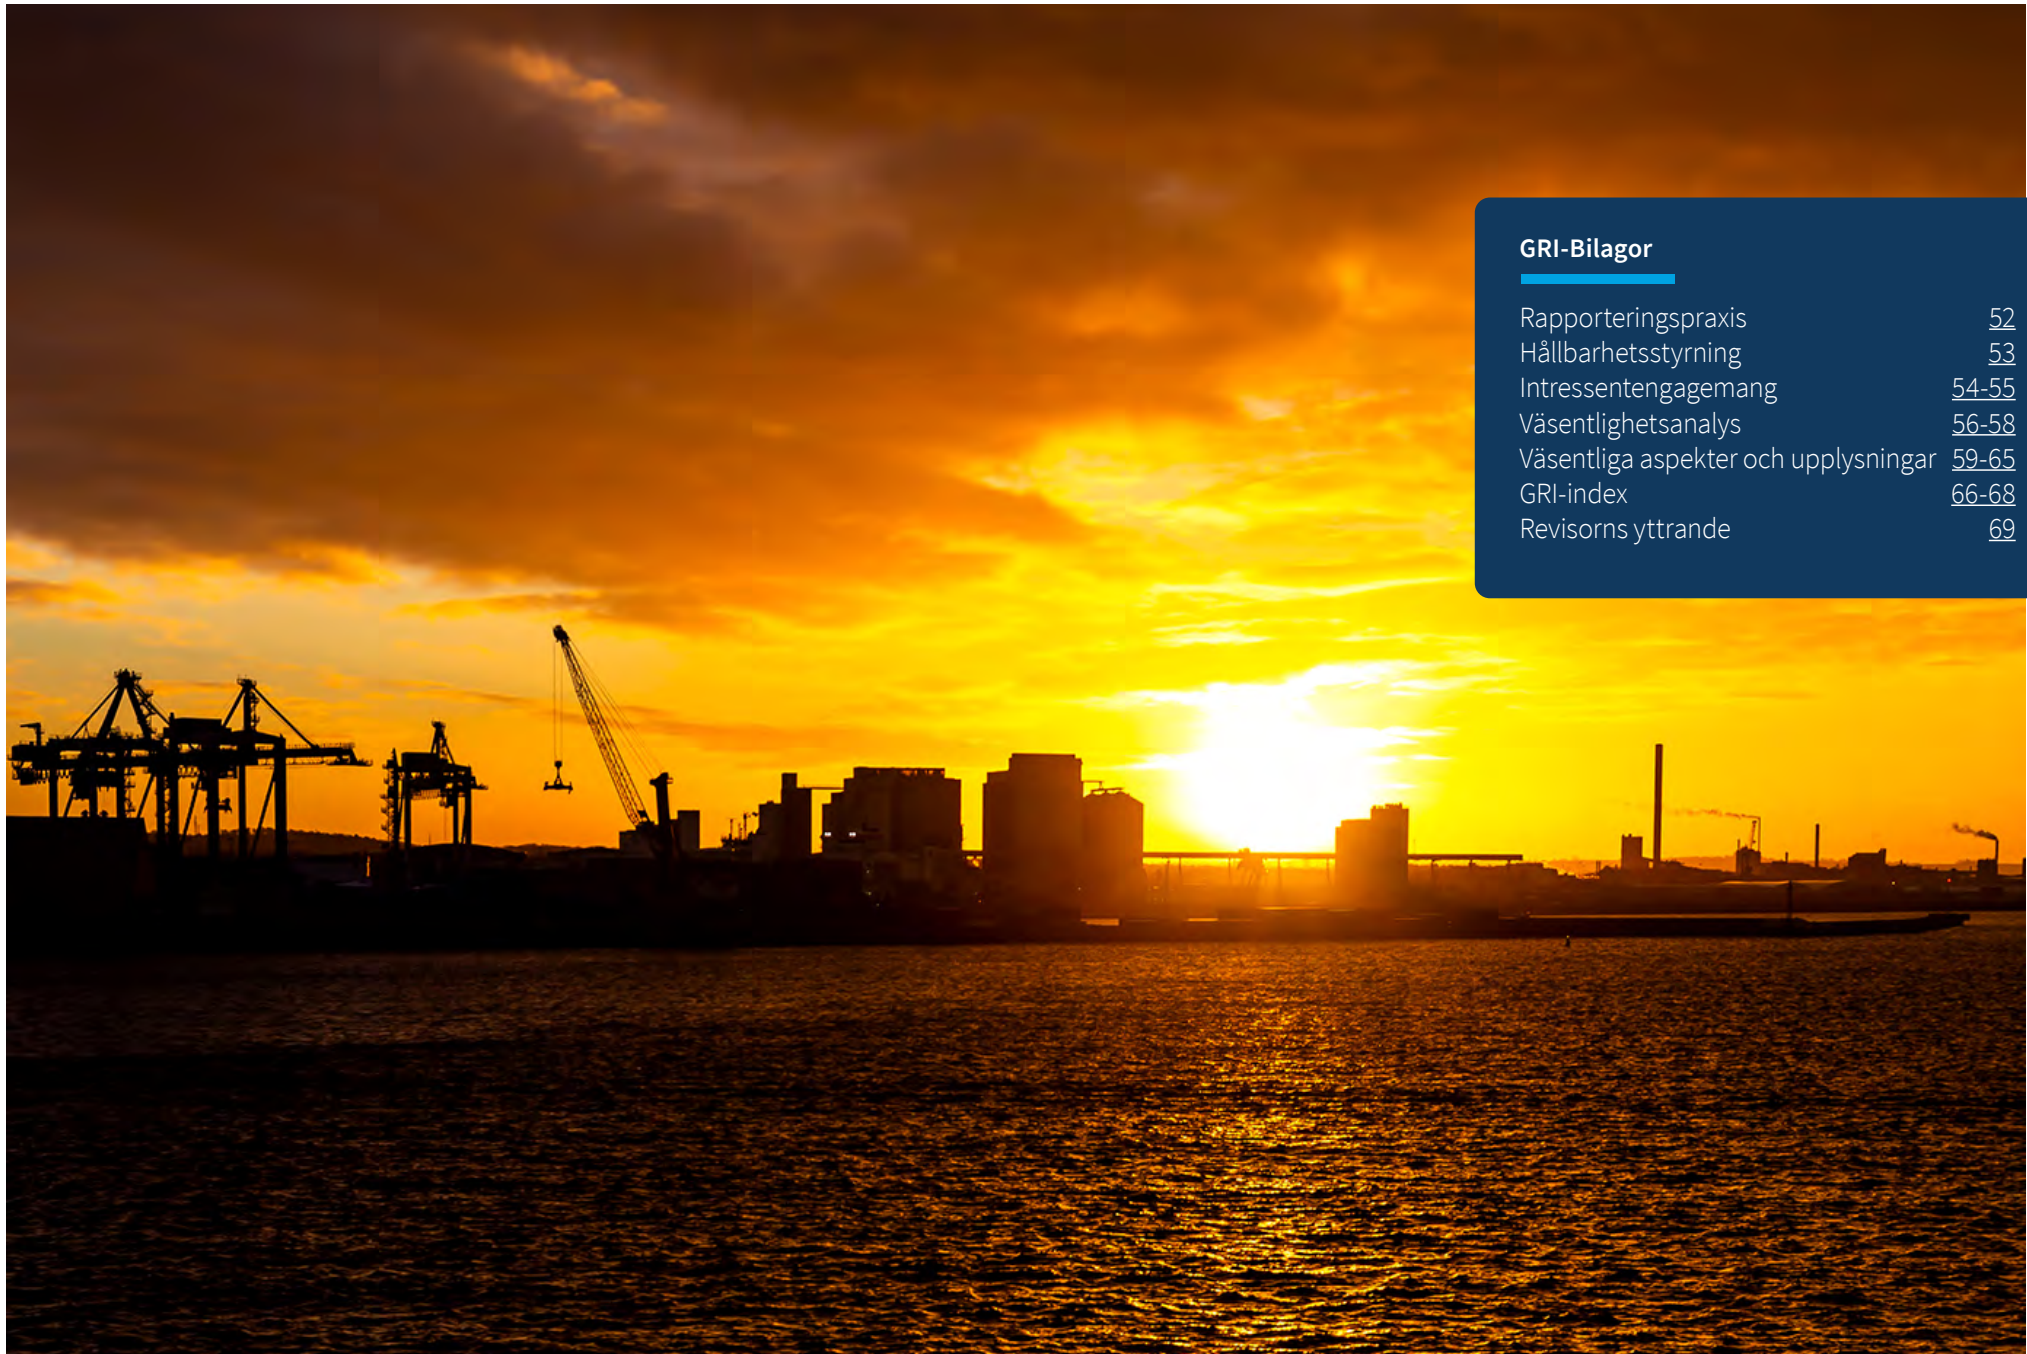 GRI-Bilagor
Rapporteringspraxis 52
Hållbarhetsstyrning 53
Intressentengagemang 54-55
Väsentlighetsanalys 56-58
Väsentliga aspekter och upplysningar 59-65
GRI-index 66-68
Revisorns yttrande 69